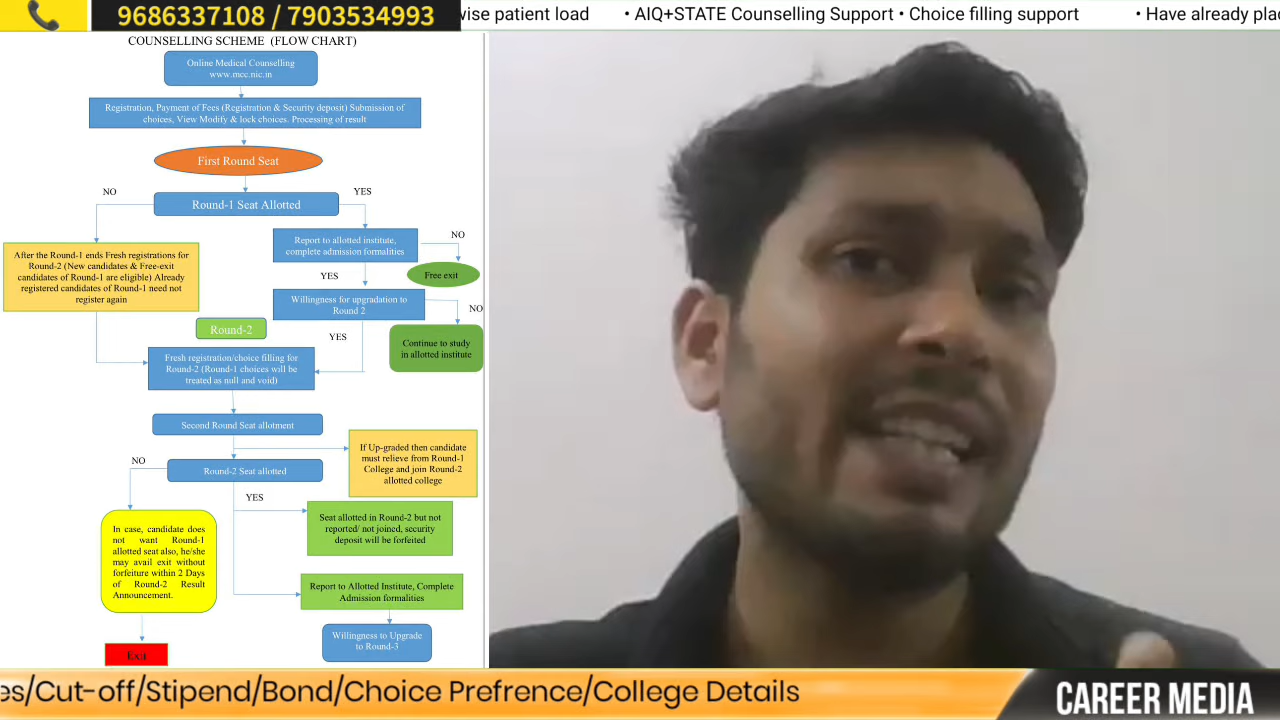 9686337108 / 7903534993
wise patient load • AIQ+STATE Counselling Support • Choice filling support • Have already pla
COUNSELLING SCHEME (FLOW CHART)
Online Medical Counselling
www.mcc.nic.in
Registration, Payment of Fees (Registration & Security deposit) Submission of
choices, View Modify & lock choices. Processing of result
First Round Seat
NO
YES
Round-1 Seat Allotted
Report to allotted institute,
complete admission formalities
NO
Free exit
After the Round-1 ends Fresh registrations for
Round-2 (New candidates & Free-exit
candidates of Round-1 are eligible) Already
registered candidates of Round-1 need not
register again
YES
Willingness for upgradation to
Round 2
NO
Round-2
YES
Continue to study
in allotted institute
Fresh registration/choice filling for
Round-2 (Round-1 choices will be
treated as null and void)
Second Round Seat allotment
If Up-graded then candidate
must relieve from Round-1
College and join Round-2
allotted college
NO
Round-2 Seat allotted
YES
Seat allotted in Round-2 but not
reported/ not joined, security
deposit will be forfeited
In case, candidate does
not want Round-1
allotted seat also, he/she
may avail exit without
forfeiture within 2 Days
of Round-2 Result
Announcement.
Report to Allotted Institute, Complete
Admission formalities
Willingness to Upgrade
to Round-3
Exit
es/Cut-off/Stipend/Bond/Choice Prefrence/College Details
CAREER MEDIA